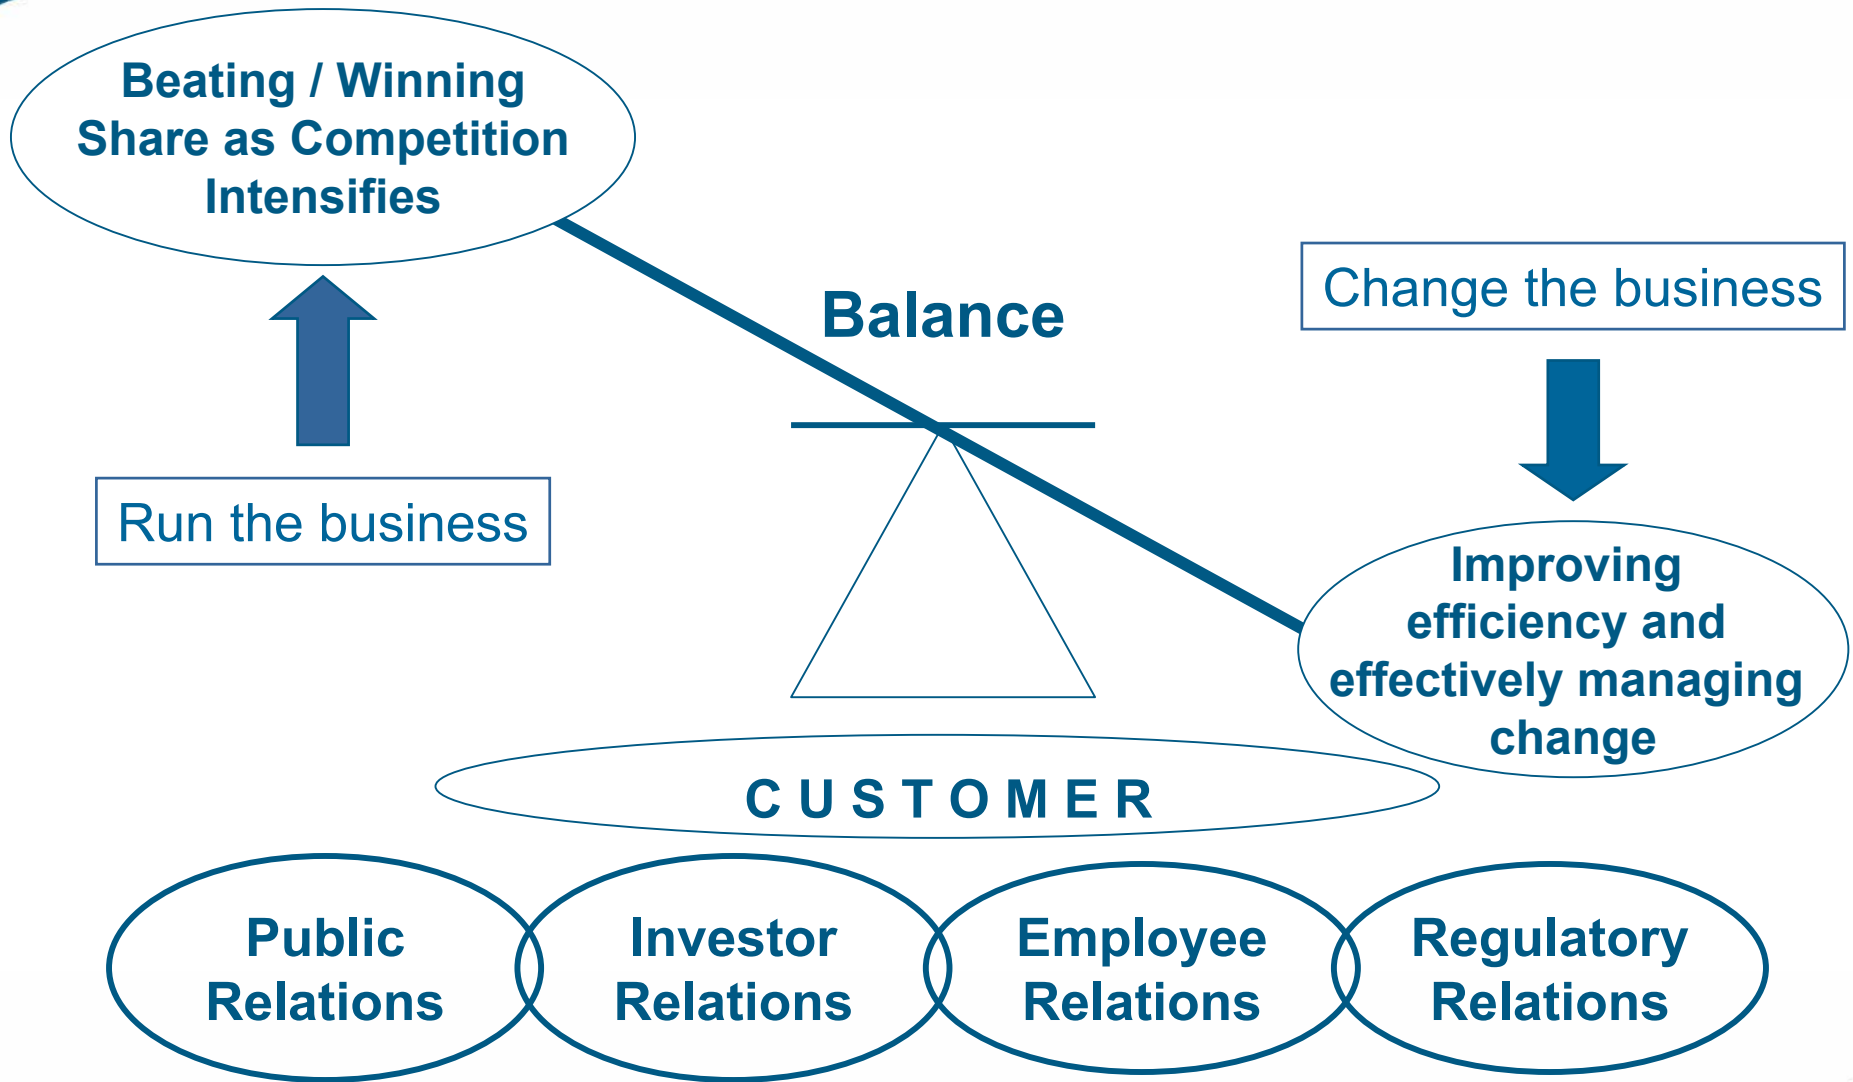 Beating / Winning
Share as Competition
Intensifies
Run the business
Balance
Change the business
Improving
efficiency and
effectively managing
change
C U S T O M E R
Public
Relations
Investor
Relations
Employee
Relations
Regulatory
Relations